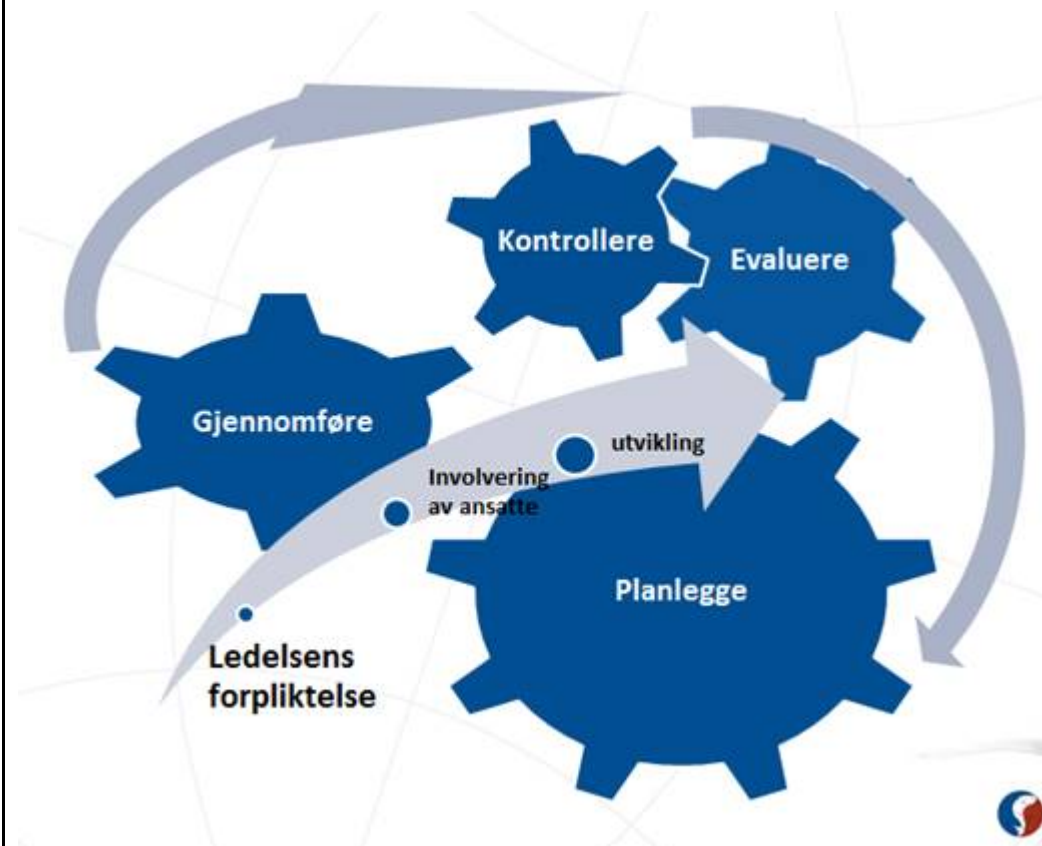 Kontrollere
Evaluere
Gjennomføre
utvikling
Involvering
av ansatte
Planlegge
Ledelsens
forpliktelse